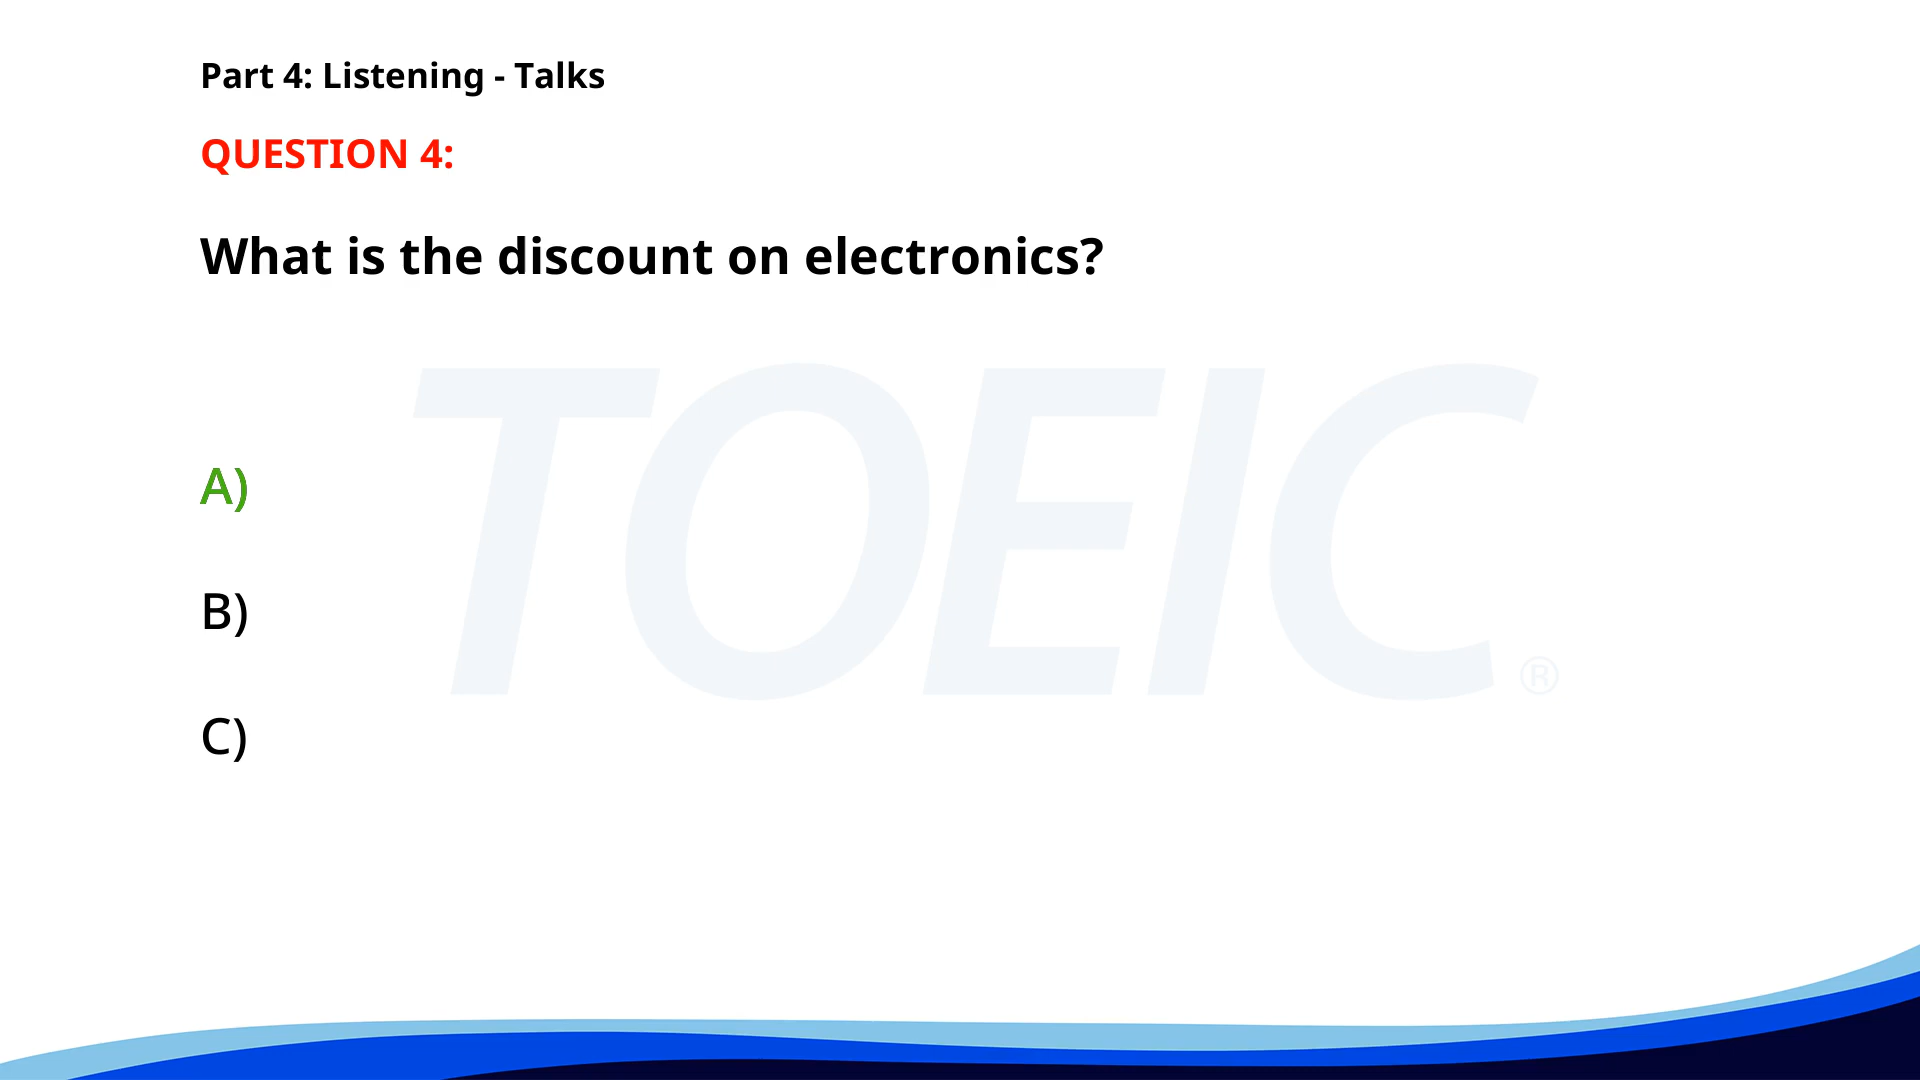 Part 4: Listening - Talks
QUESTION 4:
What is the discount on electronics?
TOEIC®
A)
B)
C)